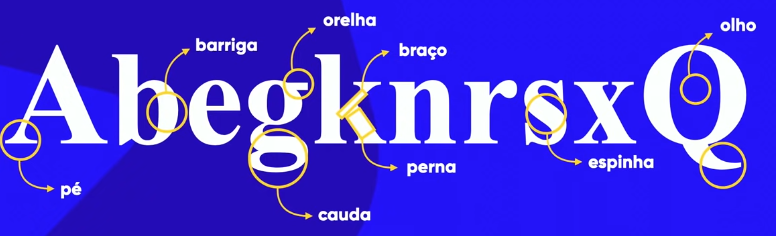 orelha
olho
barriga
braço
AbegknrsxQ
perna
espinha
pé
cauda